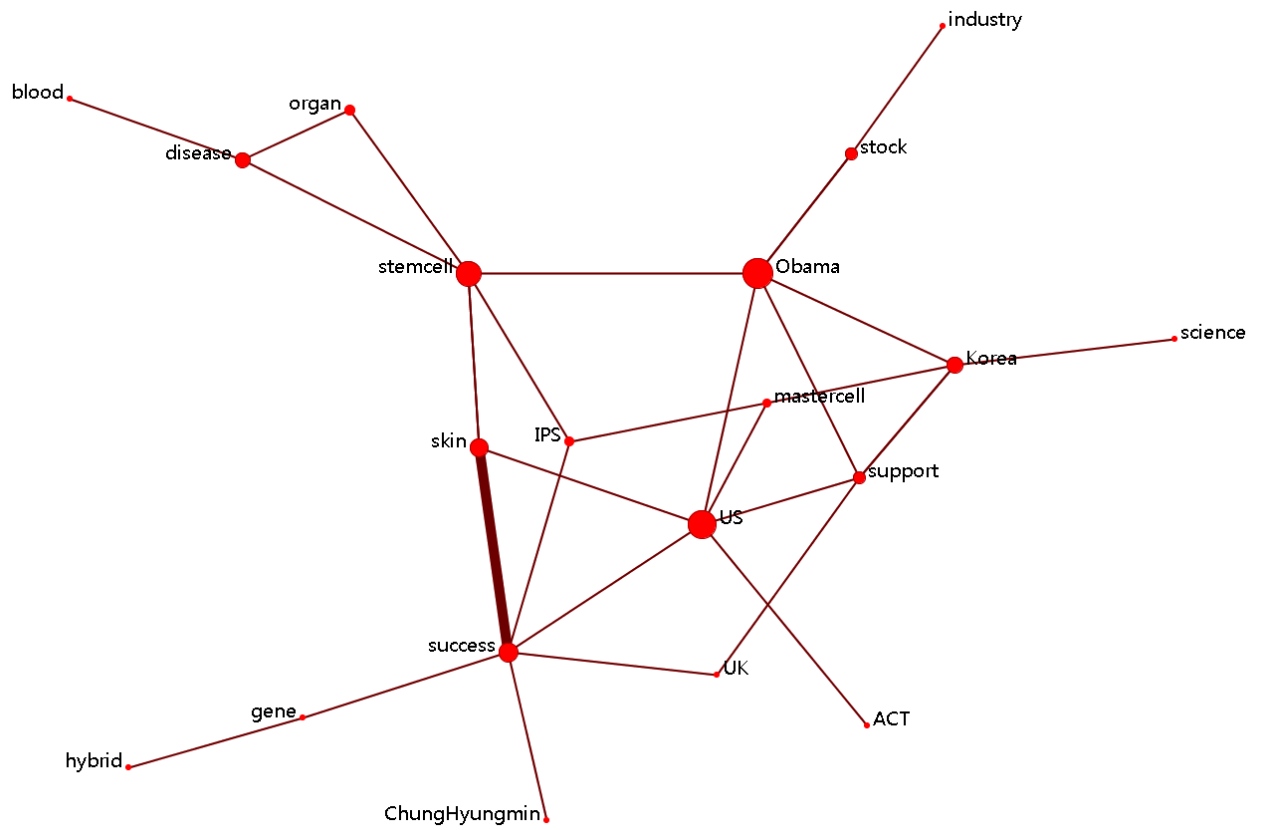 industry
blood
organ
disease
stock
stemcell
Obama
science
Korea
mastercell
skin
IPS
support
US
success
UK
gene
ACT
hybrid
ChungHyungmin